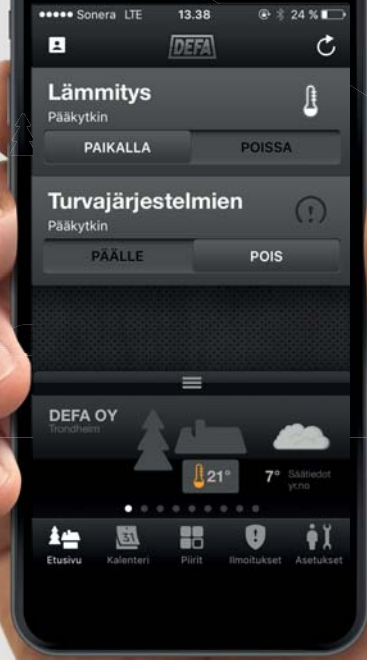 Sonera LTE 13.38 24 %
DEFA
Lämmitys
Pääkytkin
PAIKALLA POISSA
Turvajärjestelmien
Pääkytkin
PÄÄLLE POIS
DEFA OY
Trondheim
21° 7° Säätiedot
yr.no
31
Etusivu Kalenteri Piirit Ilmoitukset Asetukset